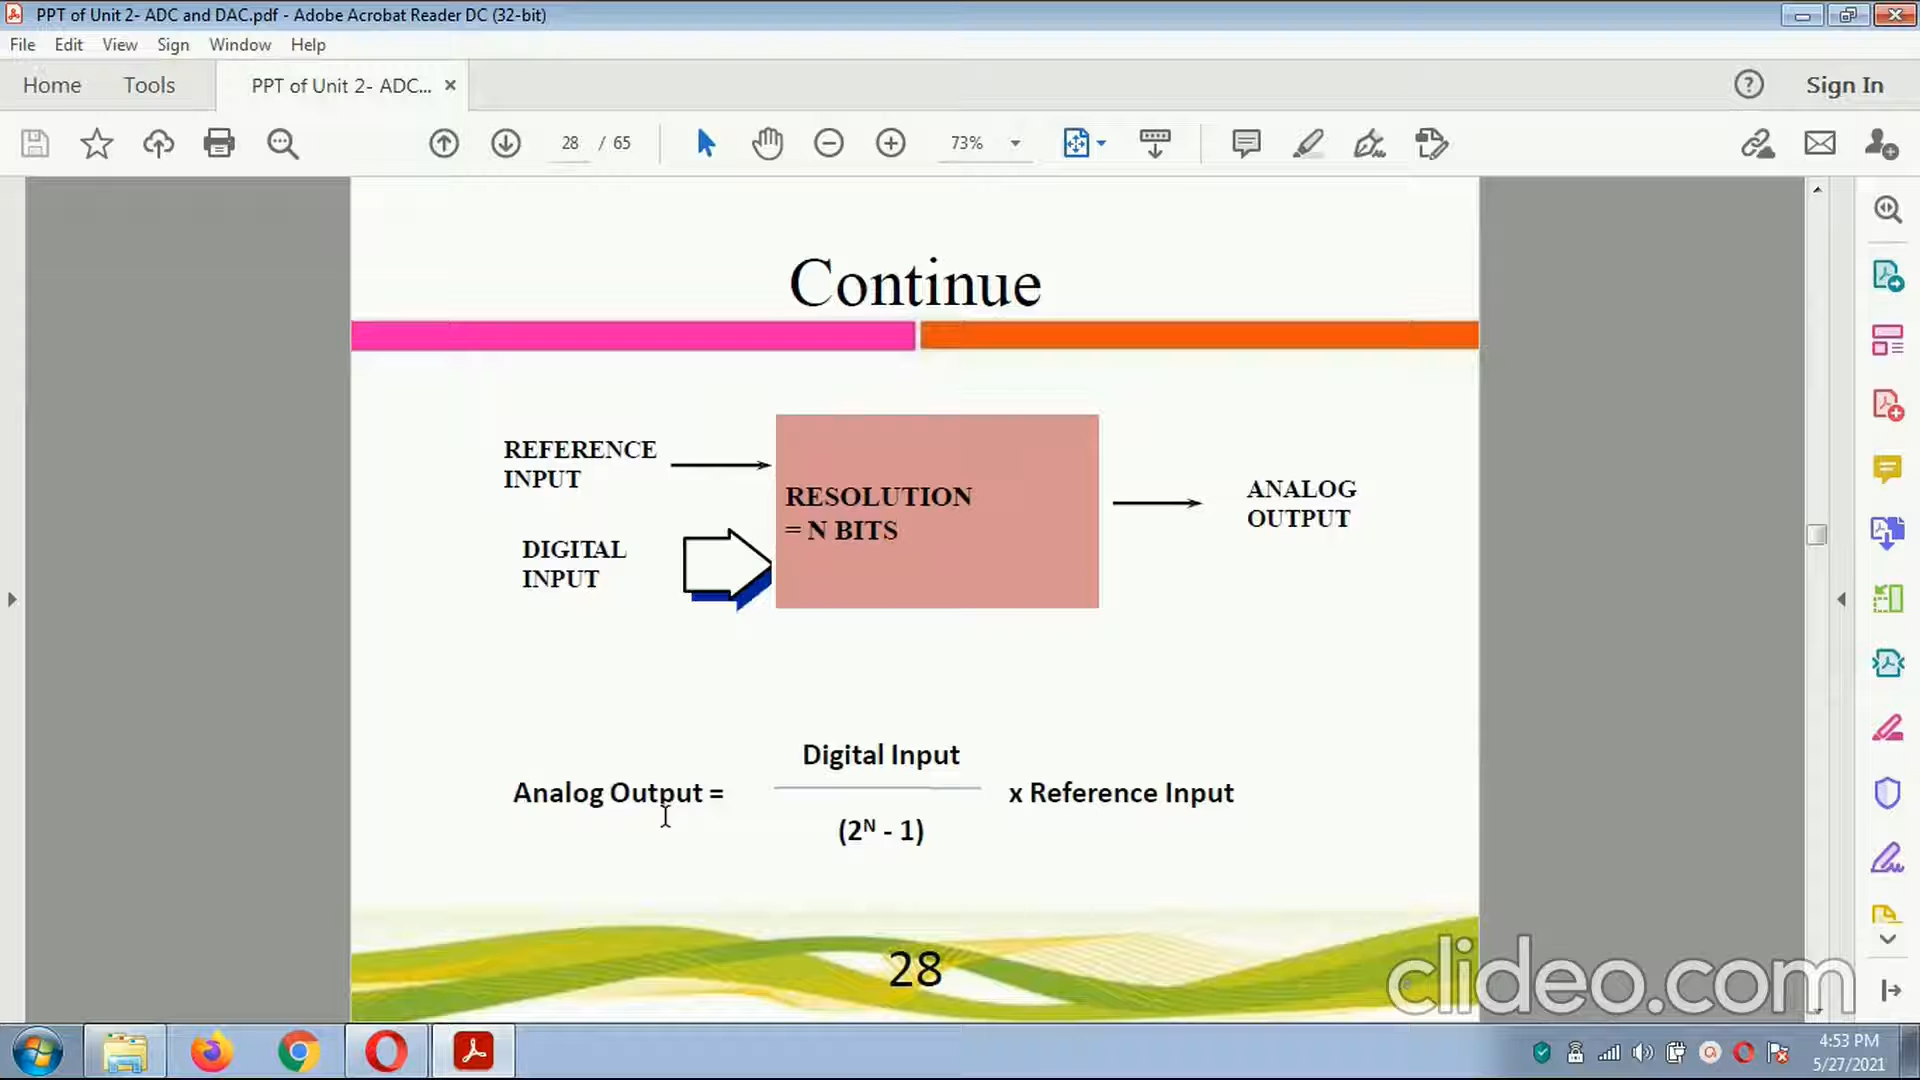 PPT of Unit 2- ADC and DAC.pdf - Adobe Acrobat Reader DC (32-bit)
File Edit View Sign Window Help
Home Tools PPT of Unit 2- ADC... × Sign In
28 / 65 73%
Continue
REFERENCE
INPUT
RESOLUTION
= N BITS
ANALOG
OUTPUT
DIGITAL
INPUT
Digital Input
Analog Output = x Reference Input
(2ᴺ - 1)
28
clideo.com
4:53 PM
5/27/2021